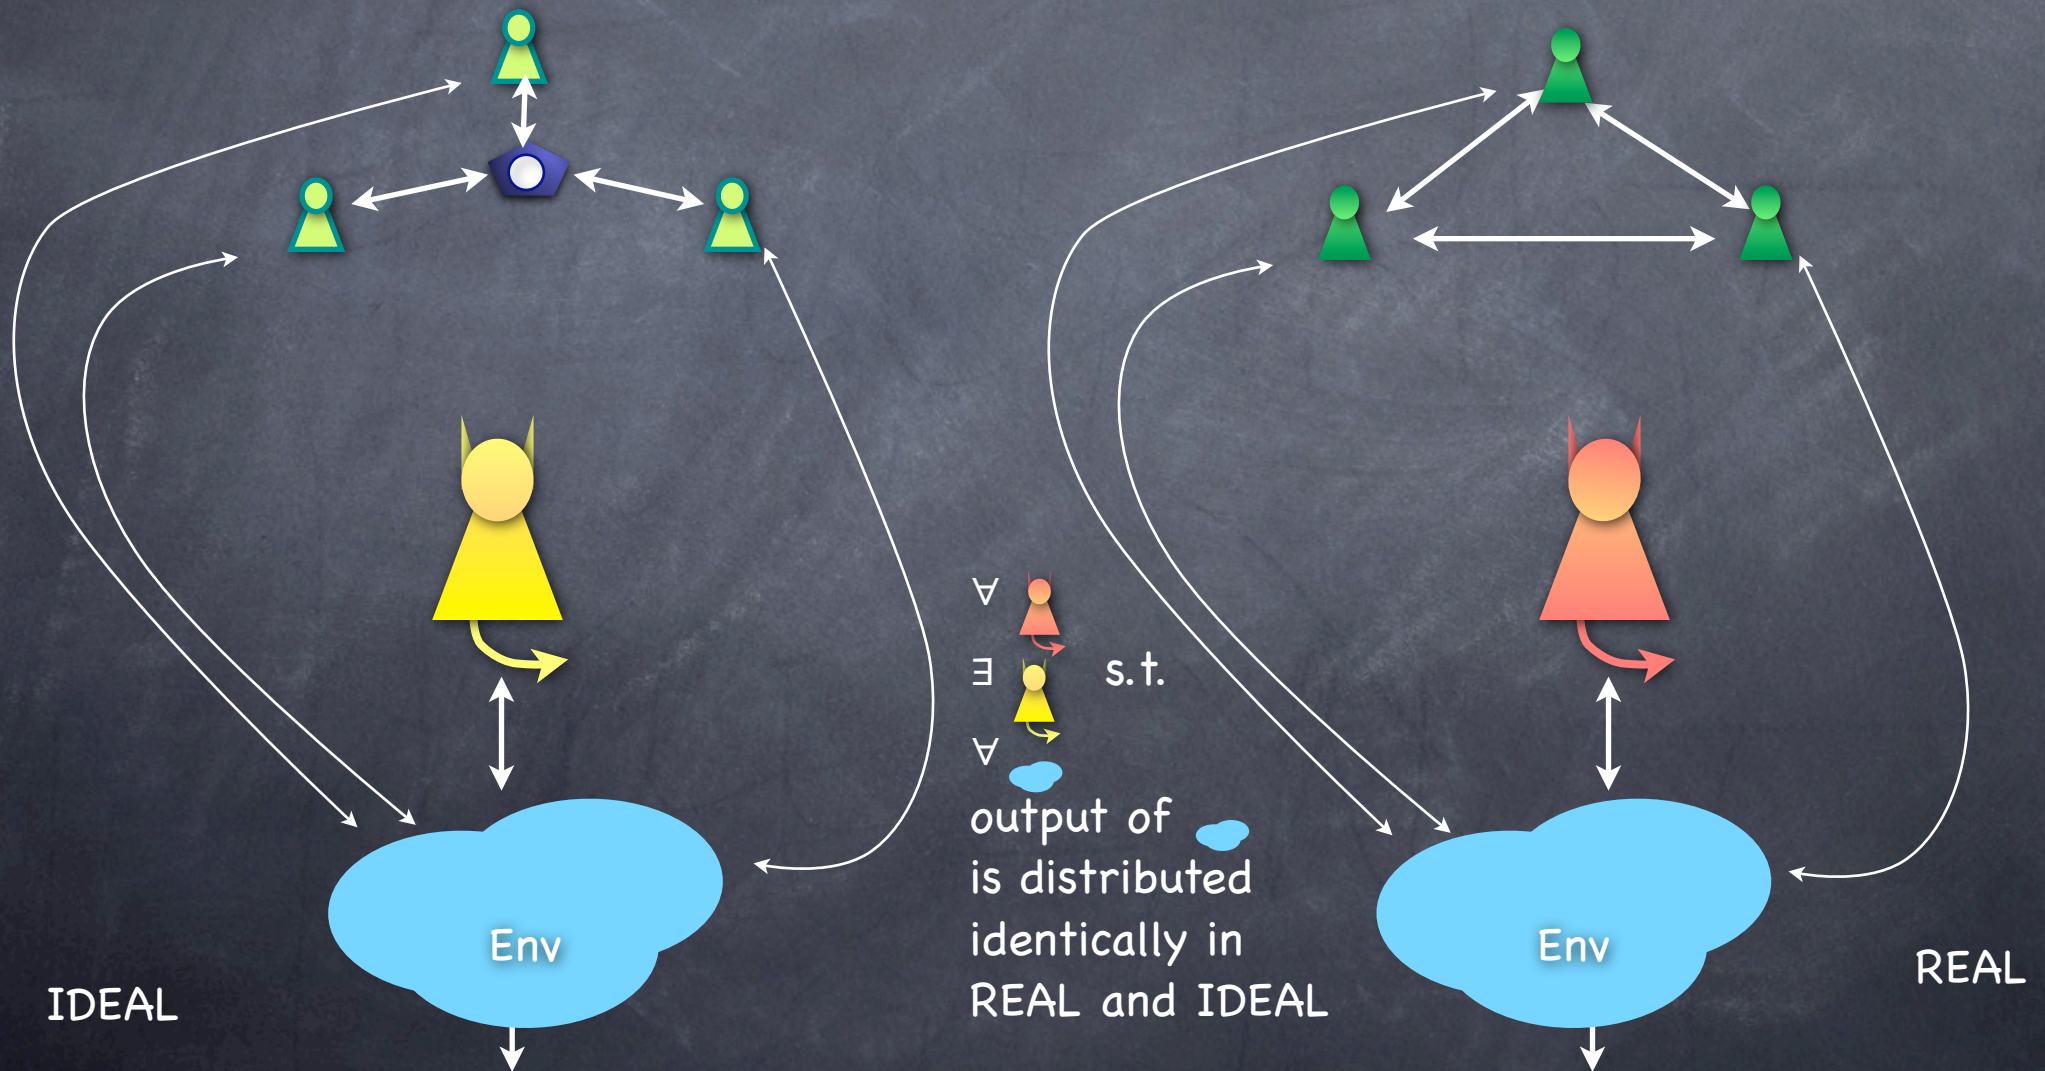 ∀
∃ s.t.
∀
output of
is distributed
identically in
REAL and IDEAL
Env
IDEAL
Env
REAL